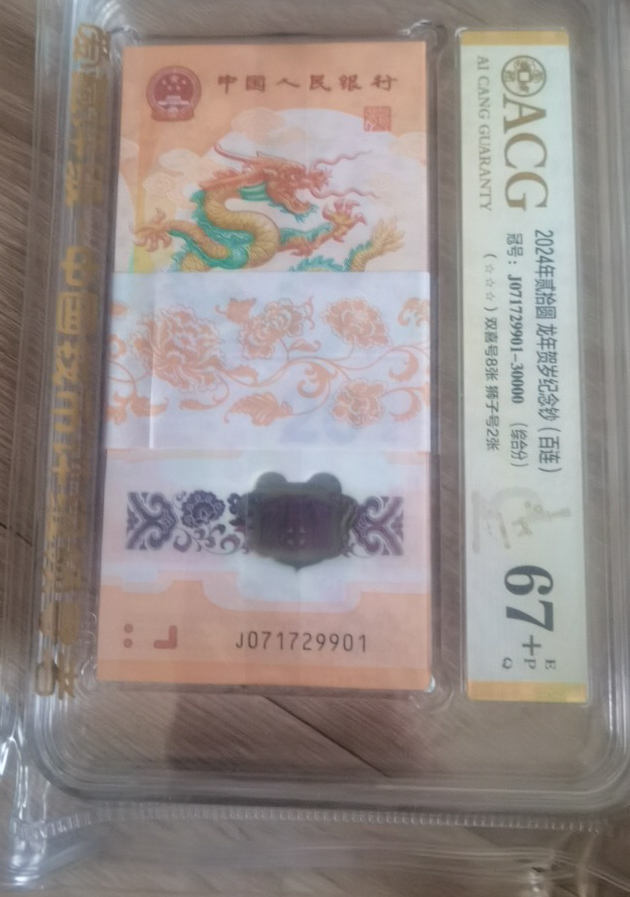 中国人民银行
J071729901
ACG
AI CANG GUARANTY
2024年贰拾圆 龙年贺岁纪念钞（百连）
冠号：J071729901-30000 （综合分）
（☆☆☆）双喜号8张 狮子号2张
67+
E
P
Q